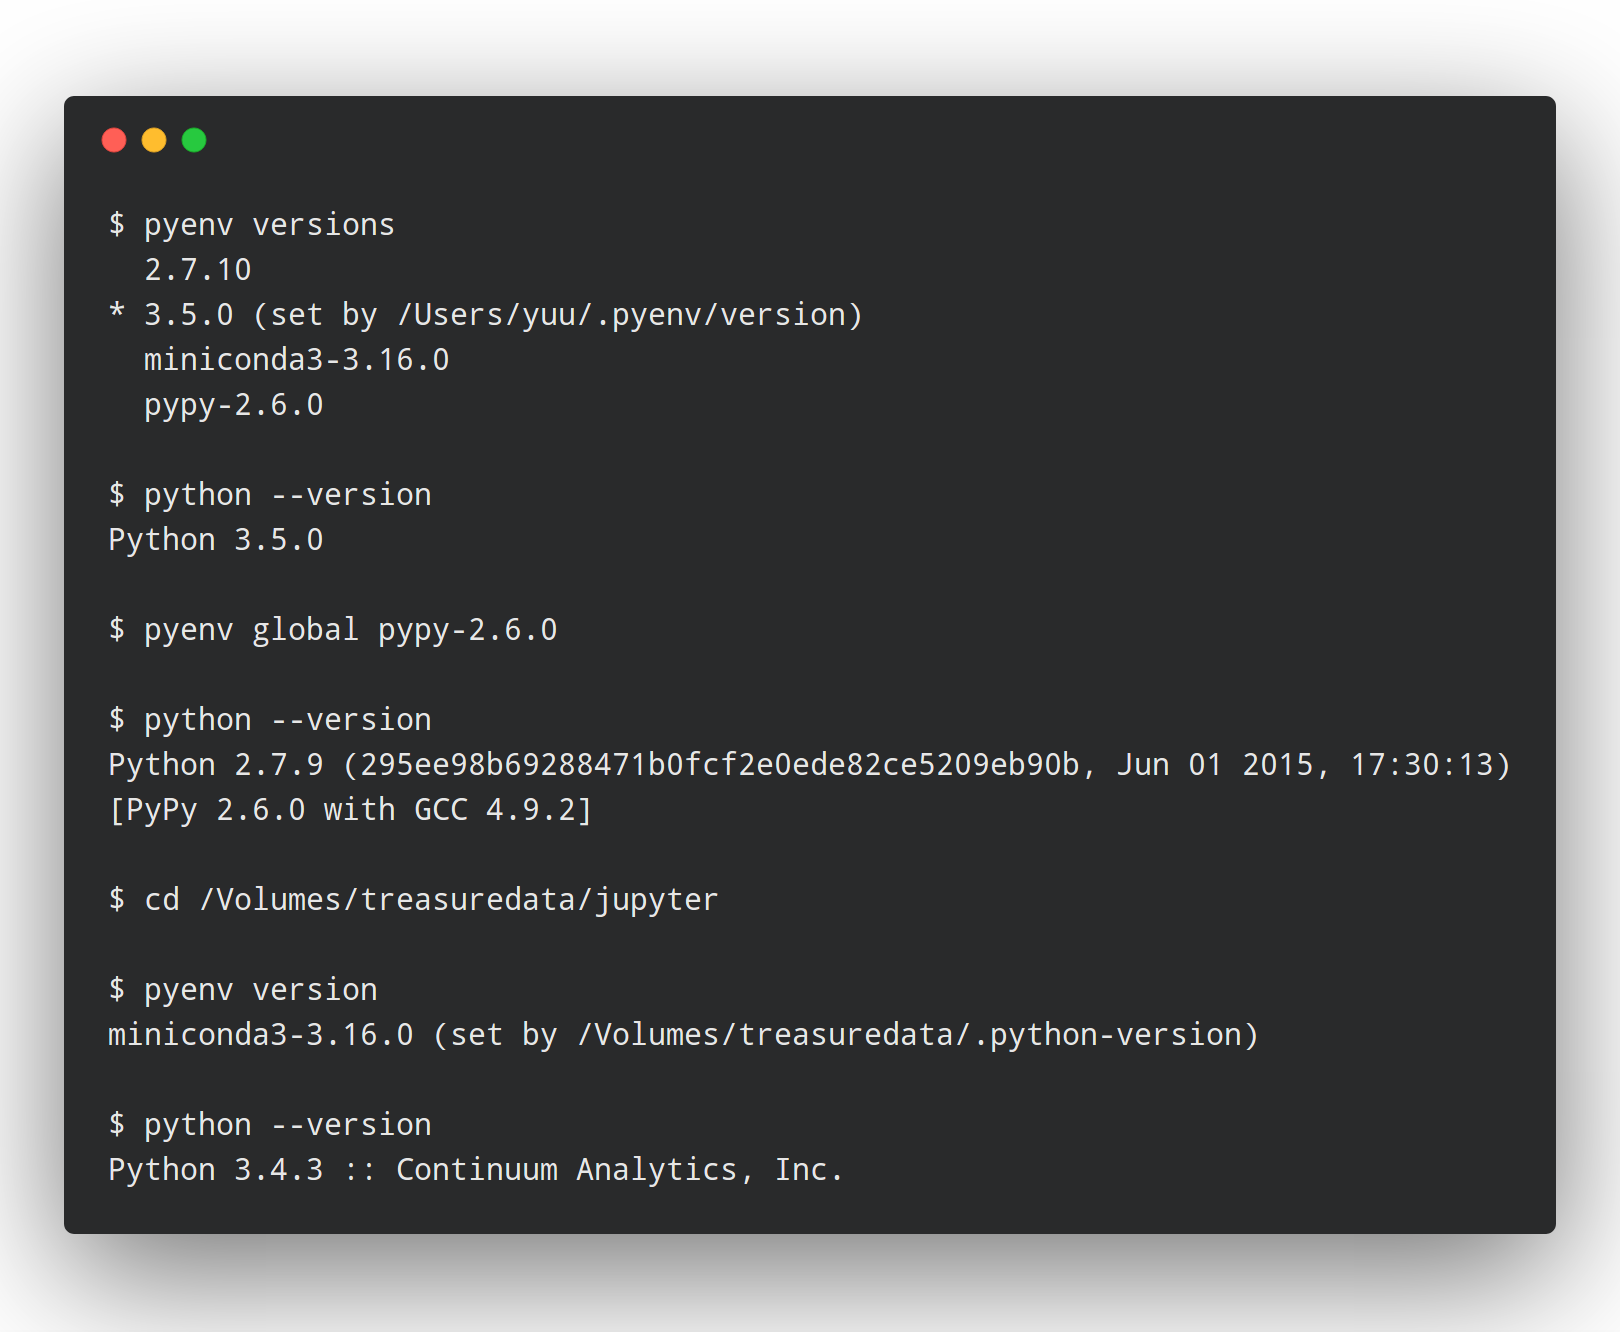 $ pyenv versions
  2.7.10
* 3.5.0 (set by /Users/yuu/.pyenv/version)
  miniconda3-3.16.0
  pypy-2.6.0

$ python --version
Python 3.5.0

$ pyenv global pypy-2.6.0

$ python --version
Python 2.7.9 (295ee98b69288471b0fcf2e0ede82ce5209eb90b, Jun 01 2015, 17:30:13)
[PyPy 2.6.0 with GCC 4.9.2]

$ cd /Volumes/treasuredata/jupyter

$ pyenv version
miniconda3-3.16.0 (set by /Volumes/treasuredata/.python-version)

$ python --version
Python 3.4.3 :: Continuum Analytics, Inc.